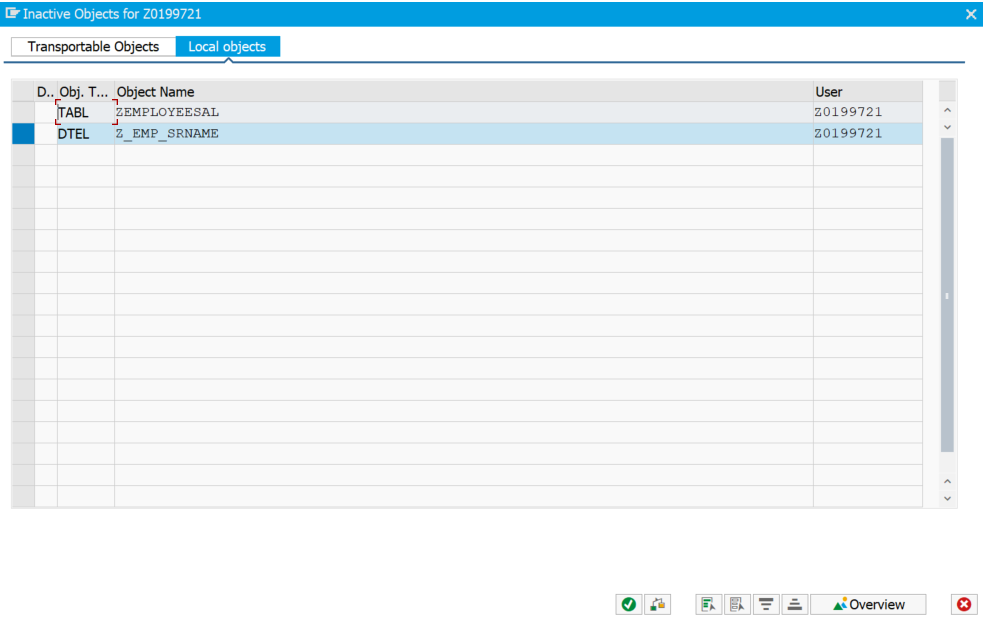 Inactive Objects for Z0199721
Transportable Objects Local objects
D.. Obj. T... Object Name User
TABL ZEMPLOYEESAL Z0199721
DTEL Z_EMP_SRNAME Z0199721
Overview